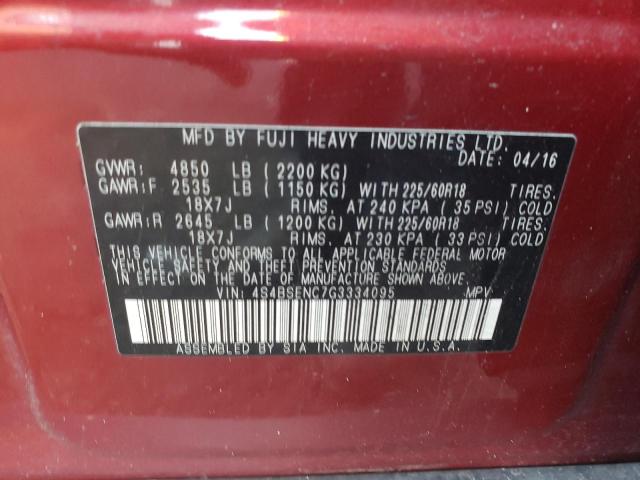 MFD BY FUJI HEAVY INDUSTRIES LTD.
DATE: 04/16
GVWR: 4850 LB (2200 KG)
GAWR:F 2535 LB (1150 KG) WITH 225/60R18 TIRES.
18X7J RIMS. AT 240 KPA (35 PSI) COLD
GAWR:R 2645 LB (1200 KG) WITH 225/60R18 TIRES.
18X7J RIMS. AT 230 KPA (33 PSI) COLD
THIS VEHICLE CONFORMS TO ALL APPLICABLE FEDERAL MOTOR
VEHICLE SAFETY AND THEFT PREVENTION STANDARDS
IN EFFECT ON THE DATE OF MANUFACTURE SHOWN ABOVE.
VIN: 4S4BSENC7G3334095 MPV
ASSEMBLED BY SIA INC. MADE IN U.S.A.